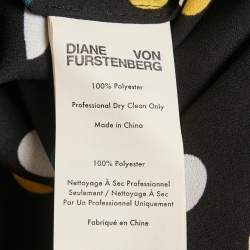 DIANE VON
FURSTENBERG
100% Polyester
Professional Dry Clean Only
Made in China
100% Polyester
Nettoyage À Sec Professionnel
Seulement / Nettoyage À Sec
Par Un Professionnel Uniquement
Fabriqué en Chine